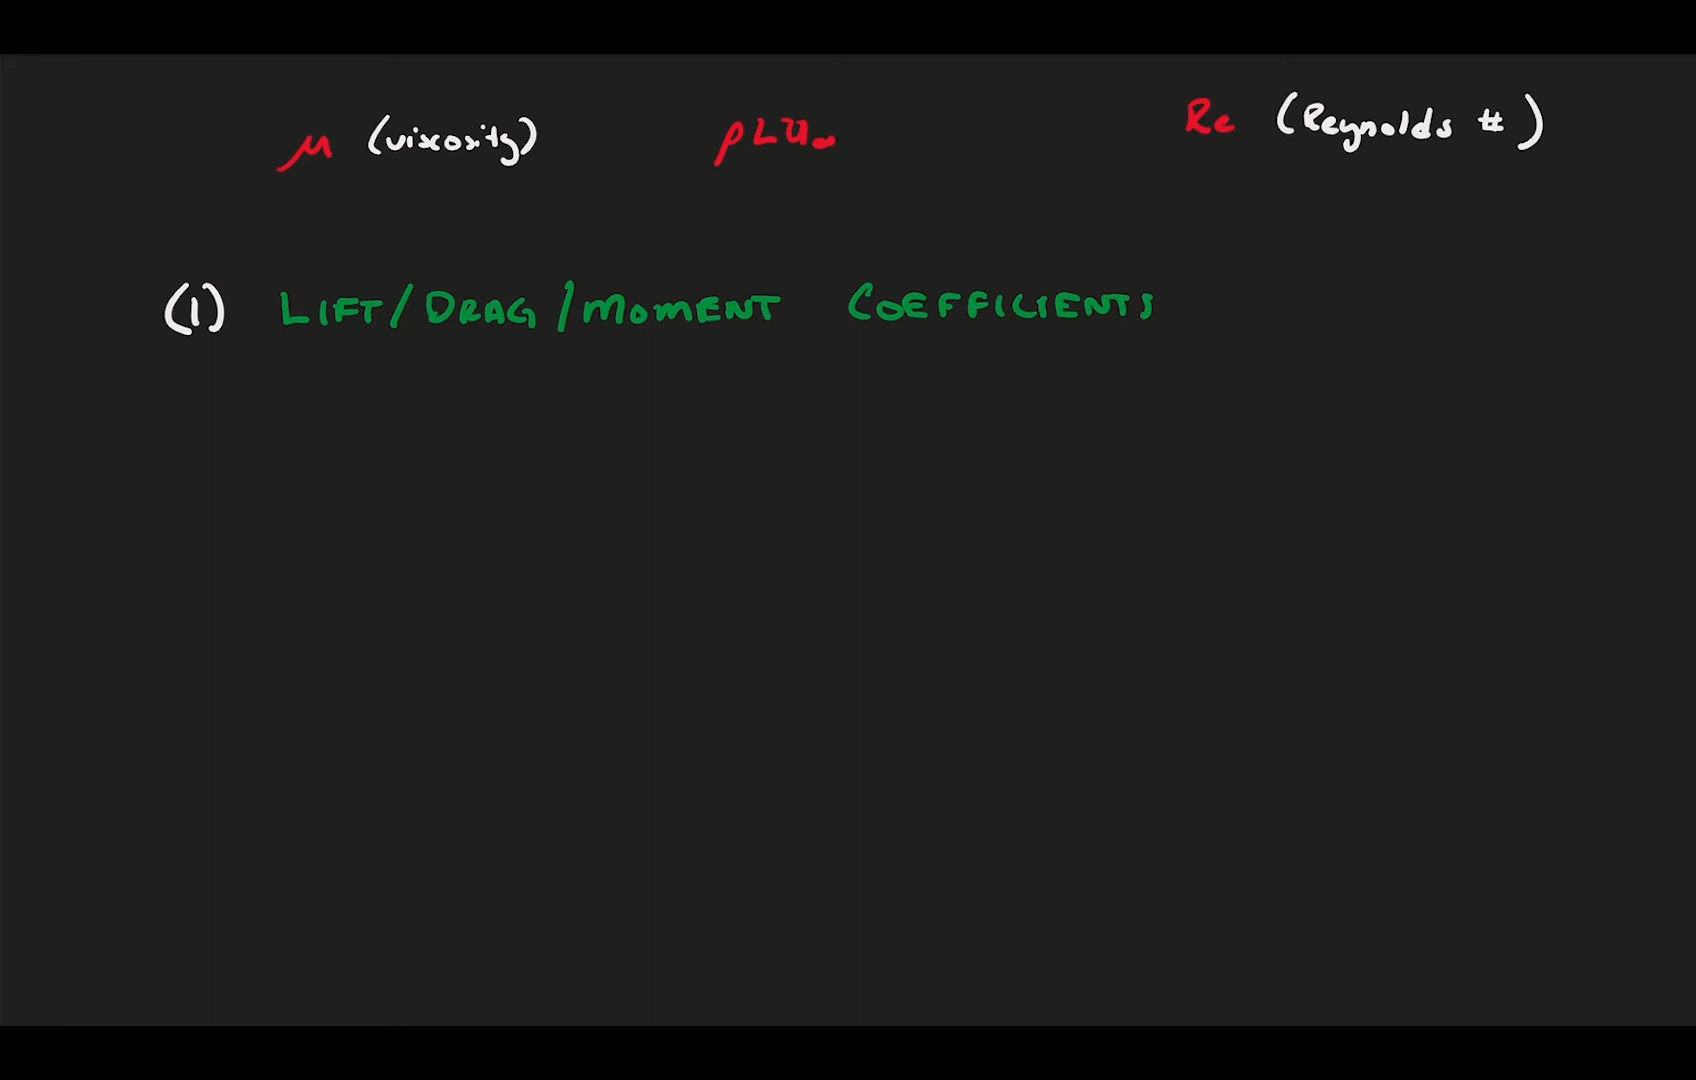 μ (viscosity) ρLU∞ Re (Reynolds #)
(1) LIFT/DRAG/MOMENT COEFFICIENTS